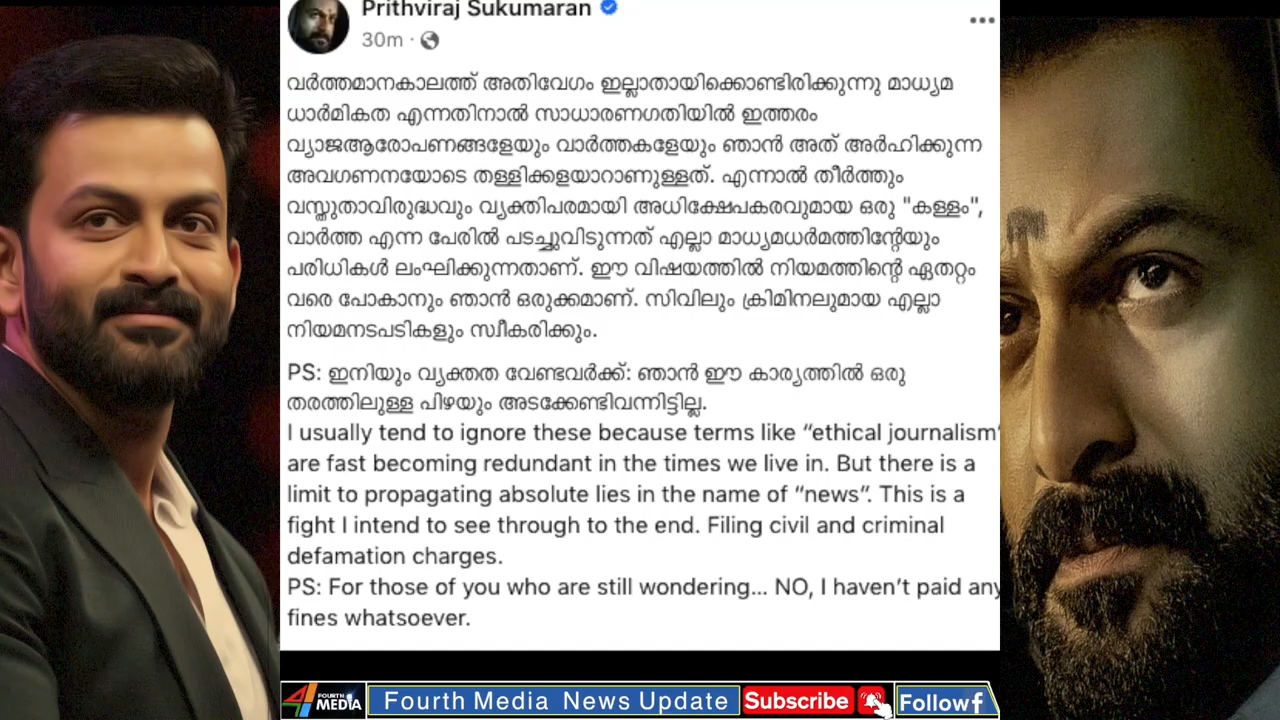 Prithviraj Sukumaran
30m ·
വർത്തമാനകാലത്ത് അതിവേഗം ഇല്ലാതായിക്കൊണ്ടിരിക്കുന്നു മാധ്യമ
ധാർമികത എന്നതിനാൽ സാധാരണഗതിയിൽ ഇത്തരം
വ്യാജആരോപണങ്ങളേയും വാർത്തകളേയും ഞാൻ അത് അർഹിക്കുന്ന
അവഗണനയോടെ തള്ളിക്കളയാറാണുള്ളത്. എന്നാൽ തീർത്തും
വസ്തുതാവിരുദ്ധവും വ്യക്തിപരമായി അധിക്ഷേപകരവുമായ ഒരു "കള്ളം",
വാർത്ത എന്ന പേരിൽ പടച്ചുവിടുന്നത് എല്ലാ മാധ്യമധർമത്തിന്റേയും
പരിധികൾ ലംഘിക്കുന്നതാണ്. ഈ വിഷയത്തിൽ നിയമത്തിന്റെ ഏതറ്റം
വരെ പോകാനും ഞാൻ ഒരുക്കമാണ്. സിവിലും ക്രിമിനലുമായ എല്ലാ
നിയമനടപടികളും സ്വീകരിക്കും.
PS: ഇനിയും വ്യക്തത വേണ്ടവർക്ക്: ഞാൻ ഈ കാര്യത്തിൽ ഒരു
തരത്തിലുള്ള പിഴയും അടക്കേണ്ടിവന്നിട്ടില്ല.
I usually tend to ignore these because terms like “ethical journalism”
are fast becoming redundant in the times we live in. But there is a
limit to propagating absolute lies in the name of “news”. This is a
fight I intend to see through to the end. Filing civil and criminal
defamation charges.
PS: For those of you who are still wondering... NO, I haven’t paid any
fines whatsoever.
4 FOURTH MEDIA Fourth Media News Update Subscribe Follow f